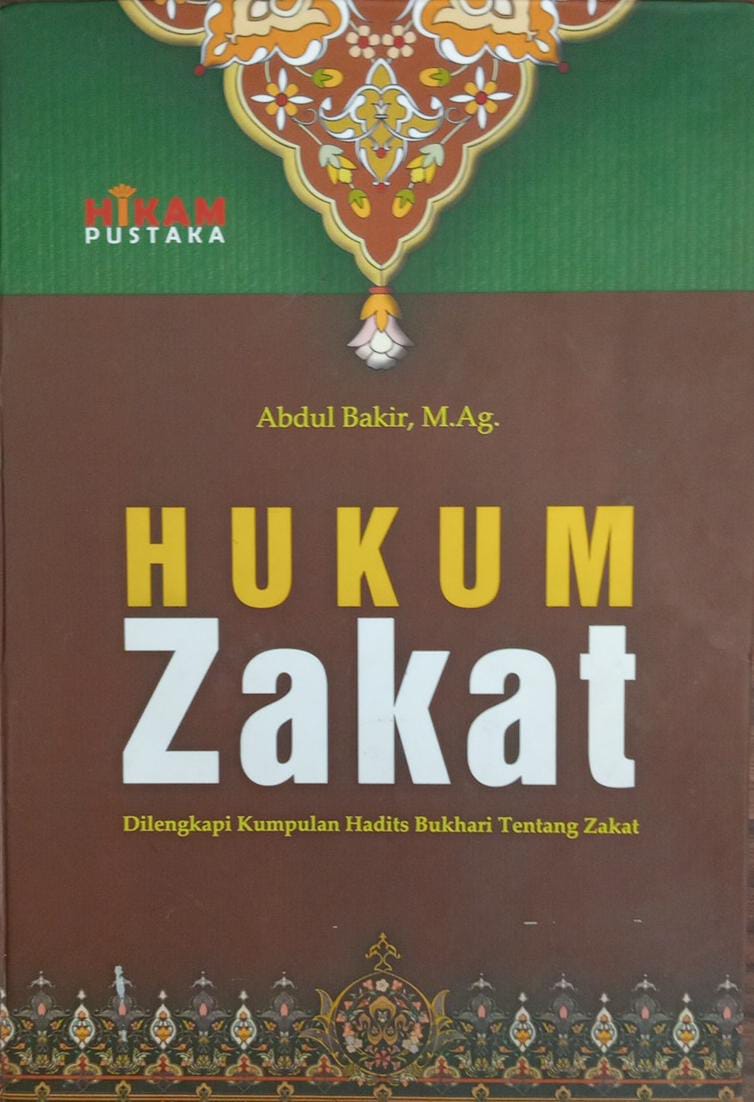 HIKAM
PUSTAKA
Abdul Bakir, M.Ag.
HUKUM
Zakat
Dilengkapi Kumpulan Hadits Bukhari Tentang Zakat